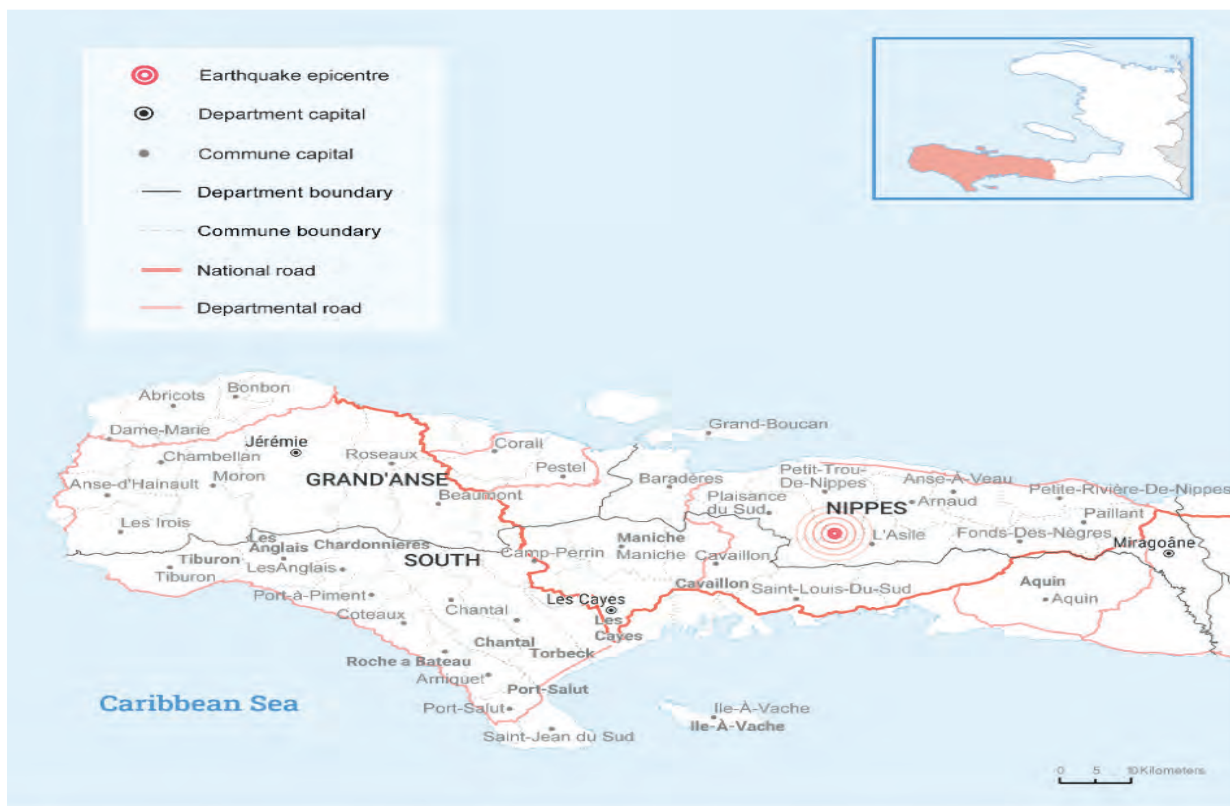 Earthquake epicentre
Department capital
Commune capital
Department boundary
Commune boundary
National road
Departmental road
Bonbon
Abricots
Grand-Boucan
Dame-Marie
Jérémie
Corail
Chambellan
Roseaux
Petit-Trou-
De-Nippes
Pestel
Moron
GRAND'ANSE
Baradères
Anse-À-Veau
Anse-d'Hainault
Beaumont
Plaisance
du Sud
NIPPES
Arnaud
Petite-Rivière-De-Nippes
Paillant
Les Irois
L'Asile
Fonds-Des-Nègres
Miragoâne
Les
Anglais
Chardonnieres
Maniche
Maniche
Tiburon
LesAnglais
SOUTH
Camp-Perrin
Cavaillon
Tiburon
Cavaillon
Aquin
Port-à-Piment
Les Cayes
Saint-Louis-Du-Sud
Aquin
Chantal
Coteaux
Les
Cayes
Chantal
Torbeck
Roche a Bateau
Arniquet
Port-Salut
Caribbean Sea
Port-Salut
Ile-À-Vache
Ile-À-Vache
Saint-Jean du Sud
0 5 10 Kilometers